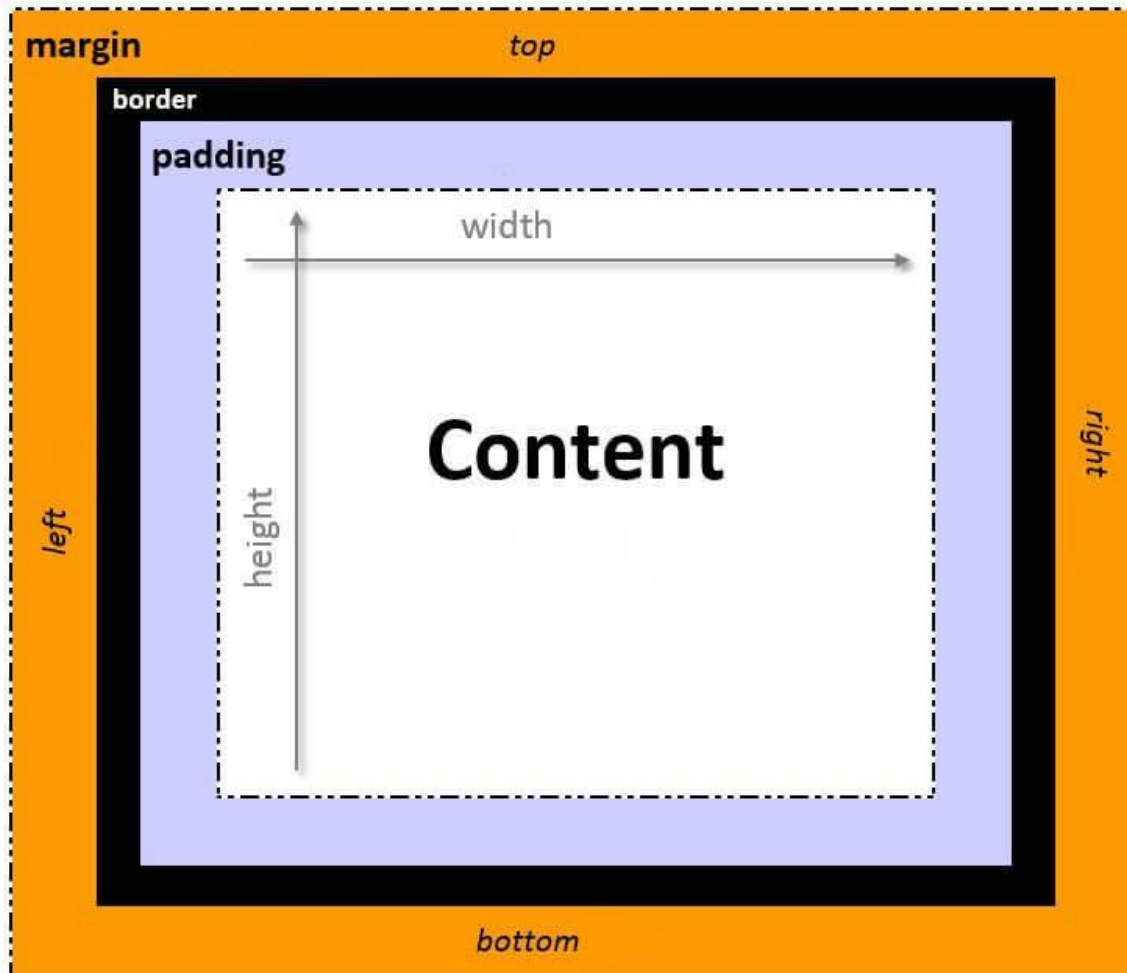 margin
top
border
padding
width
Content
height
left
right
bottom